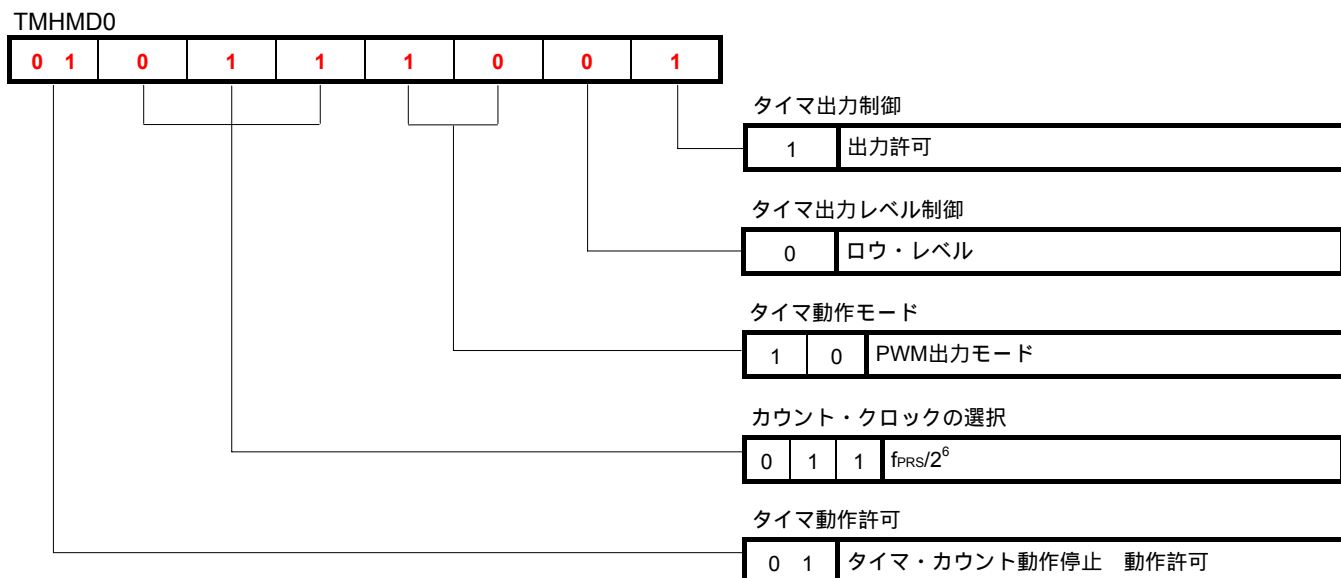 TMHMD0
0 1 0 1 1 1 0 0 1
タイマ出力制御
1 出力許可
タイマ出力レベル制御
0 ロウ・レベル
タイマ動作モード
1 0 PWM出力モード
カウント・クロックの選択
0 1 1 fPRS/2^6
タイマ動作許可
0 1 タイマ・カウント動作停止 動作許可